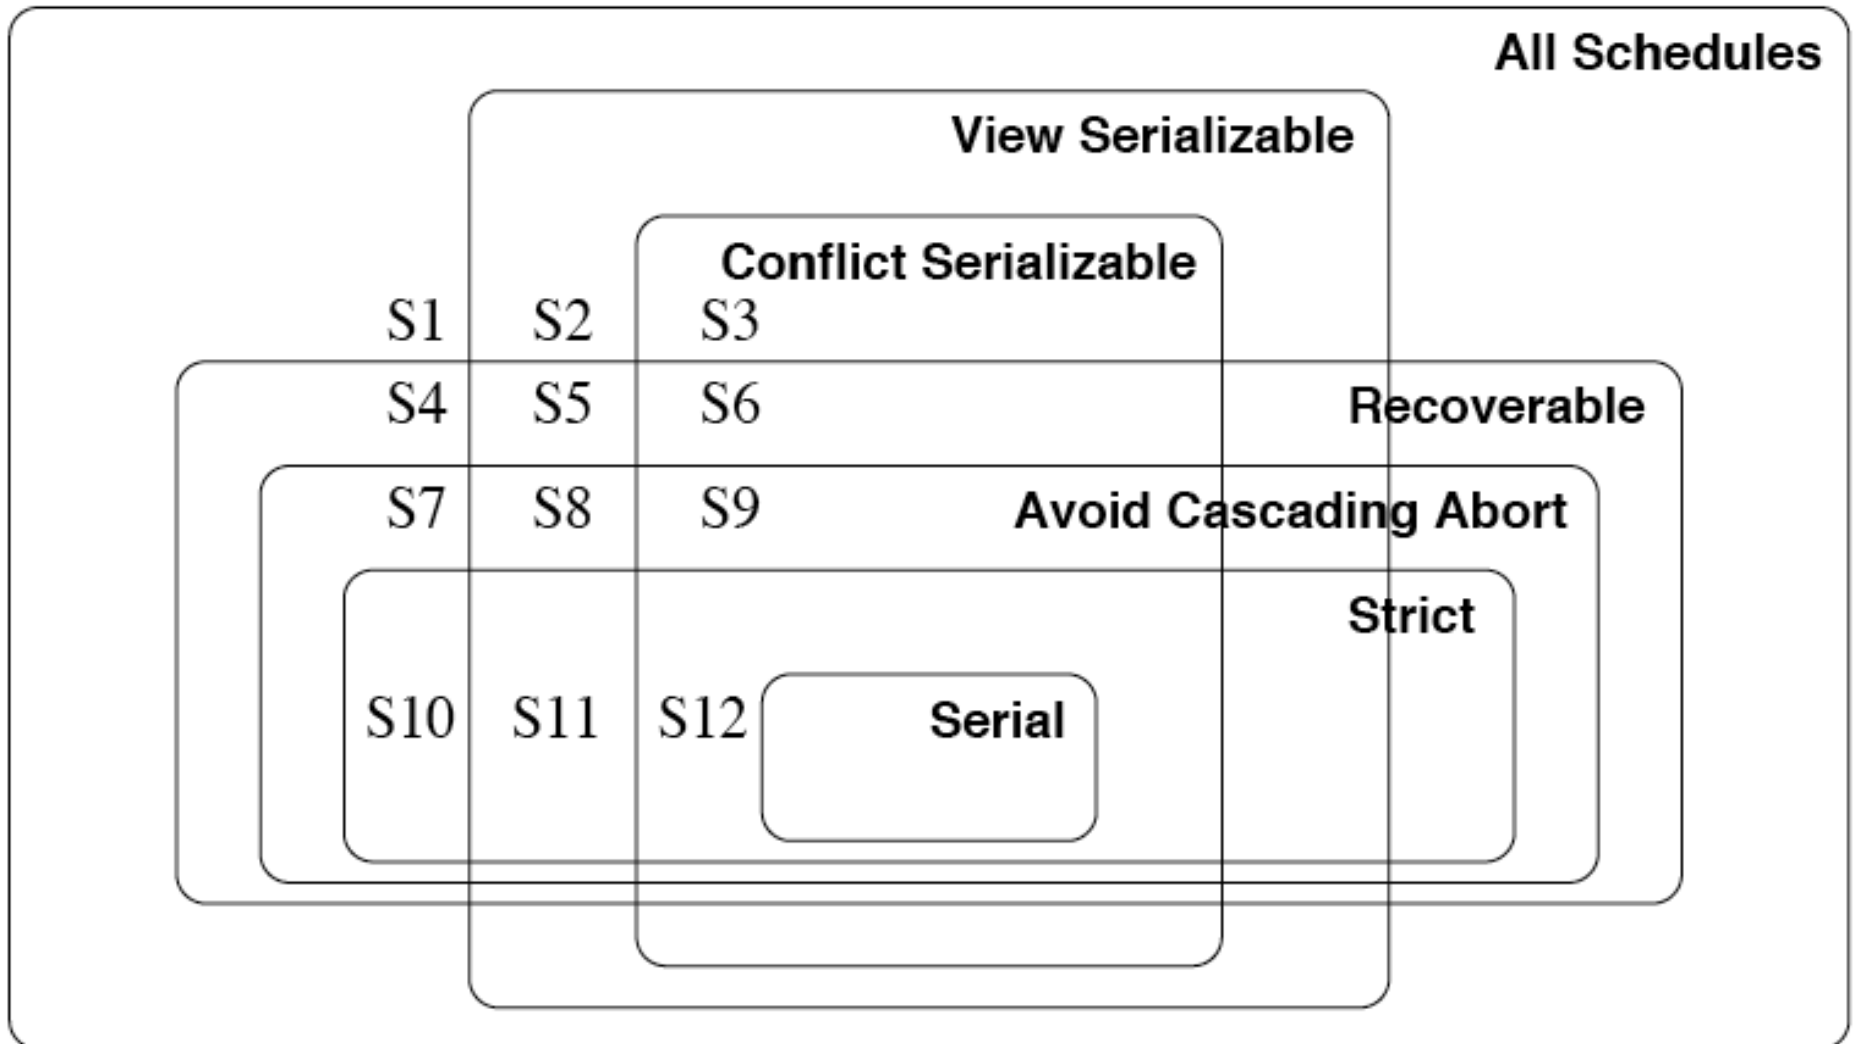 All Schedules
View Serializable
Conflict Serializable
S1 S2 S3
S4 S5 S6 Recoverable
S7 S8 S9 Avoid Cascading Abort
Strict
S10 S11 S12 Serial